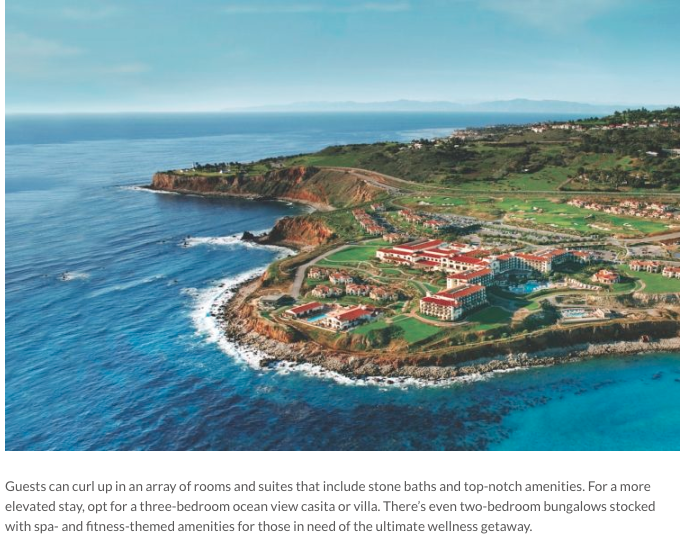 Guests can curl up in an array of rooms and suites that include stone baths and top-notch amenities. For a more
elevated stay, opt for a three-bedroom ocean view casita or villa. There's even two-bedroom bungalows stocked
with spa- and fitness-themed amenities for those in need of the ultimate wellness getaway.